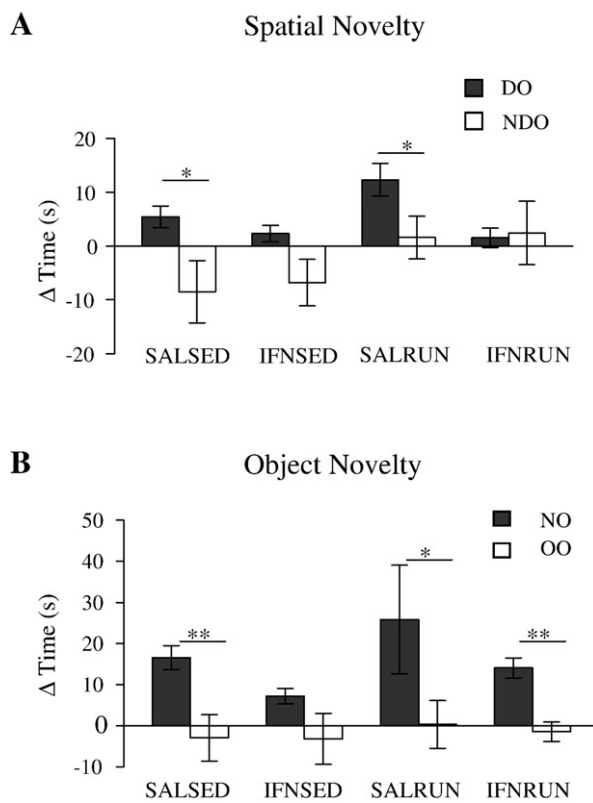 A
Spatial Novelty
DO
NDO
20
10
0
-10
-20
Δ Time (s)
*
*
SALSED IFNSED SALRUN IFNRUN
B
Object Novelty
NO
OO
50
40
30
20
10
0
-10
Δ Time (s)
**
*
**
SALSED IFNSED SALRUN IFNRUN